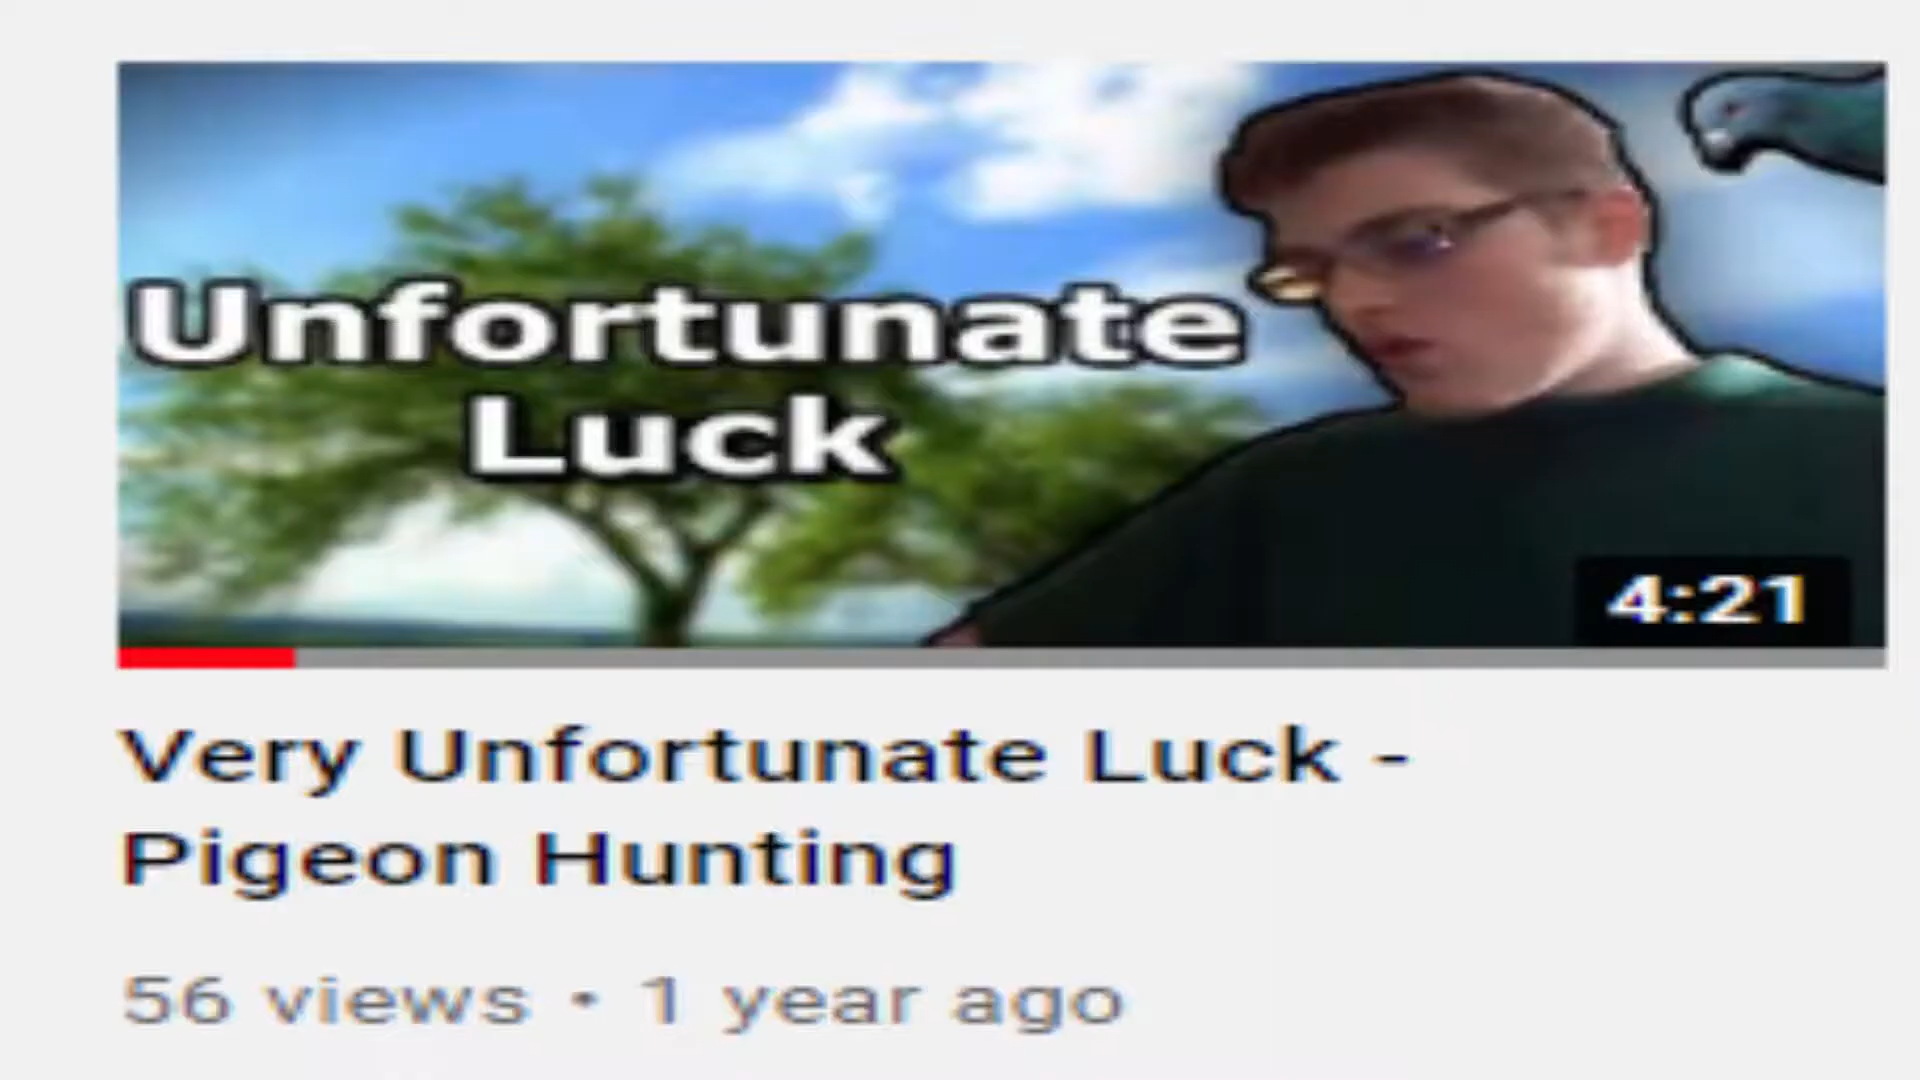 Unfortunate
Luck
4:21
Very Unfortunate Luck -
Pigeon Hunting
56 views • 1 year ago